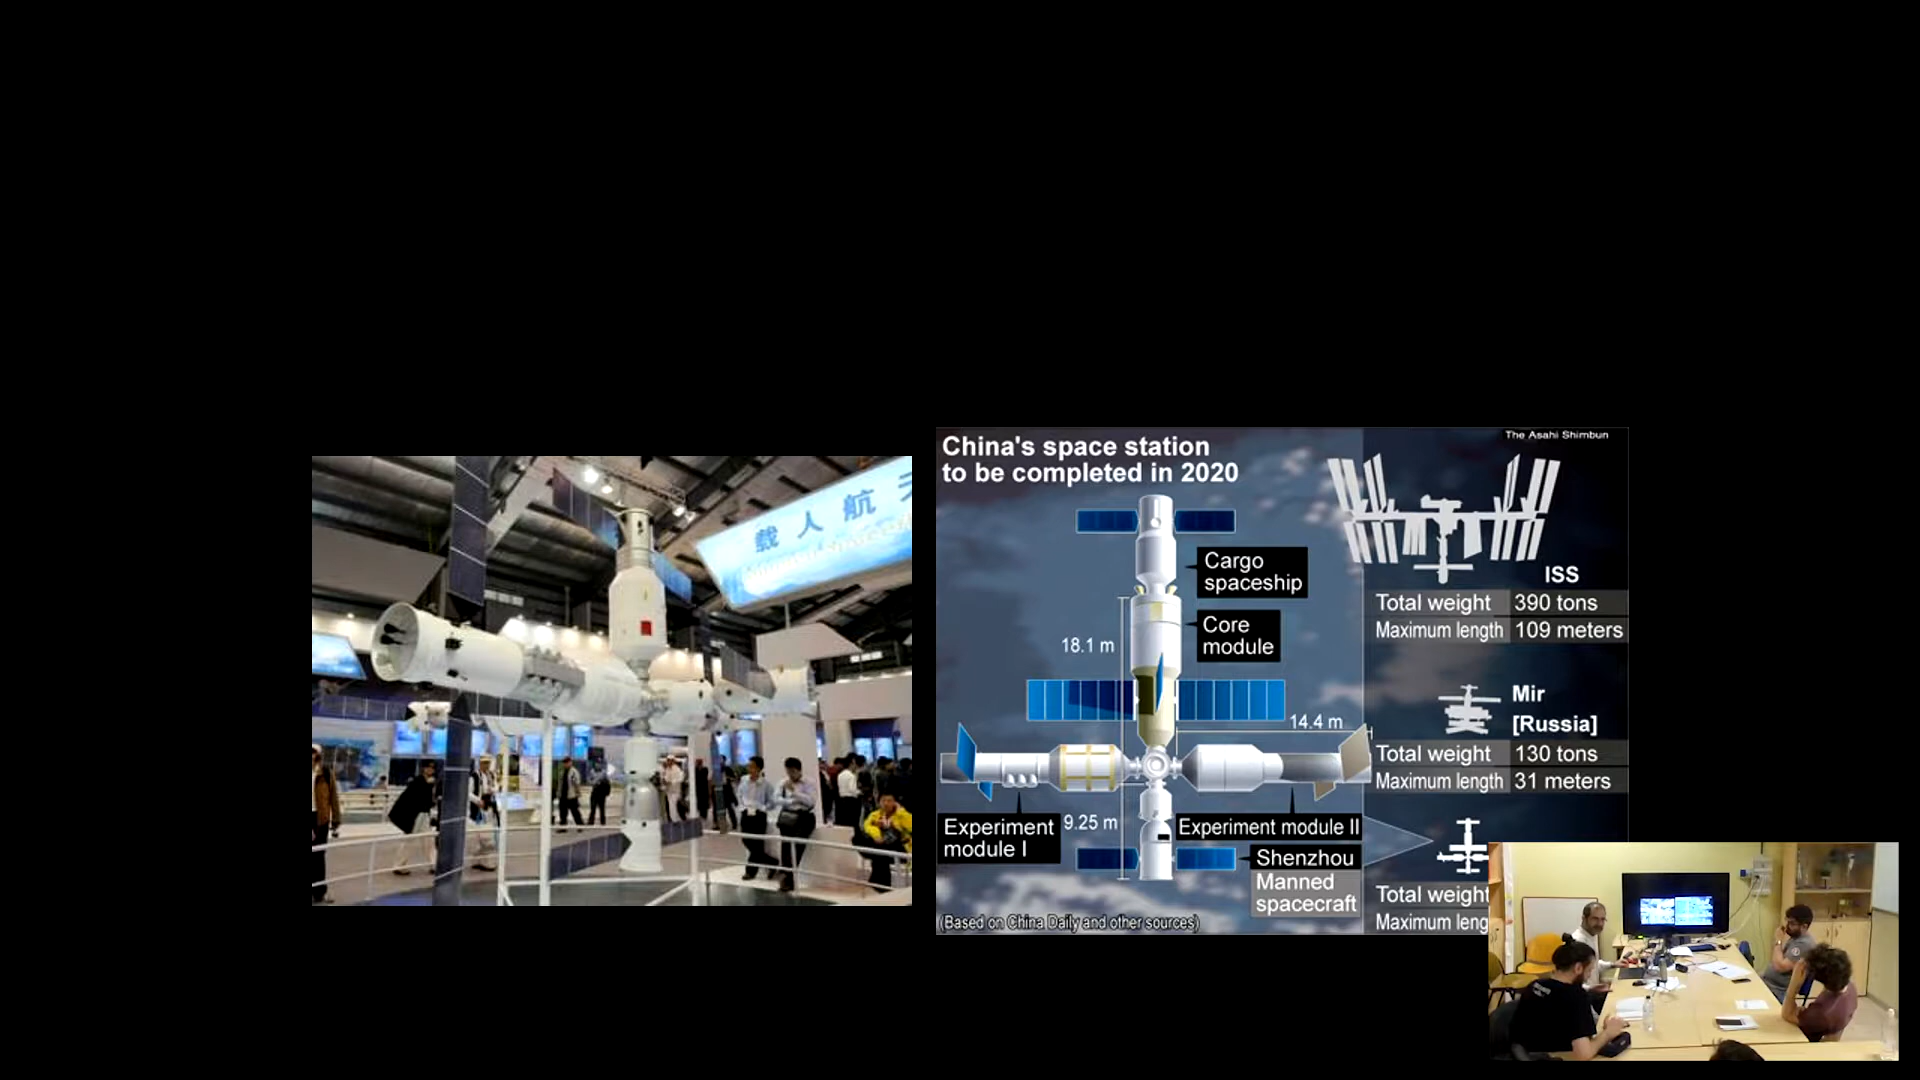 载人航天
China's space station
to be completed in 2020
The Asahi Shimbun
Cargo
spaceship
Core
module
18.1 m
14.4 m
9.25 m
Experiment
module I
Experiment module II
Shenzhou
Manned
spacecraft
(Based on China Daily and other sources)
ISS
Total weight 390 tons
Maximum length 109 meters
Mir
[Russia]
Total weight 130 tons
Maximum length 31 meters
Total weight
Maximum leng